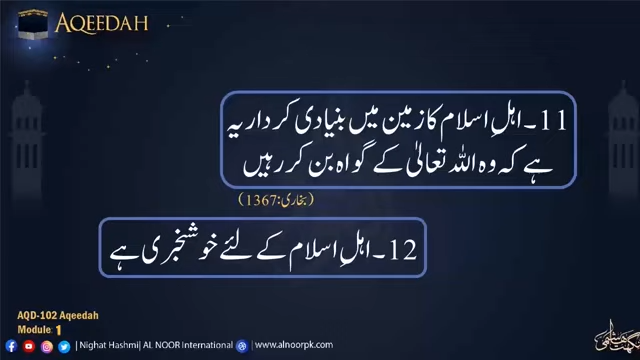 AQEEDAH
11۔ اہلِ اسلام کا زمین میں بنیادی کردار یہ
ہے کہ وہ اللہ تعالیٰ کے گواہ بن کر رہیں
(بخاری:1367)
12۔ اہلِ اسلام کے لئے خوشخبری ہے
AQD-102 Aqeedah
Module: 1
| Nighat Hashmi| AL NOOR International | www.alnoorpk.com
نگہت ہاشمی